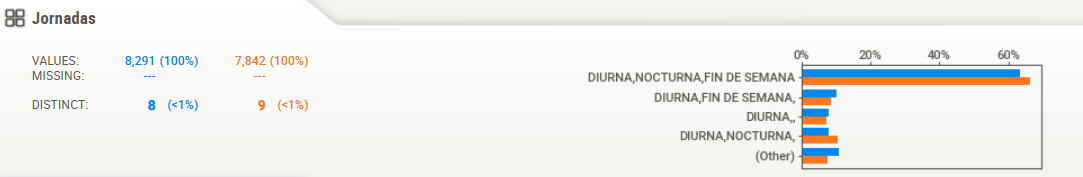 Jornadas
VALUES: 8,291 (100%) 7,842 (100%)
MISSING: --- ---
DISTINCT: 8 (<1%) 9 (<1%)
0% 20% 40% 60%
DIURNA,NOCTURNA,FIN DE SEMANA
DIURNA,FIN DE SEMANA,
DIURNA,,
DIURNA,NOCTURNA,
(Other)